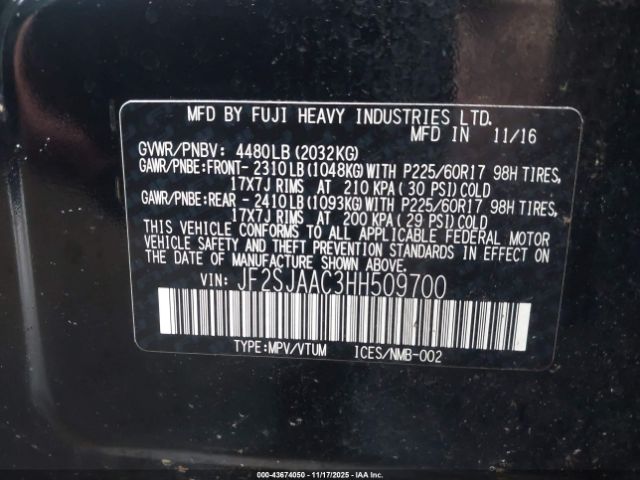 MFD BY FUJI HEAVY INDUSTRIES LTD.
MFD IN 11/16
GVWR/PNBV: 4480LB(2032KG)
GAWR/PNBE:FRONT- 2310LB(1048KG)WITH P225/60R17 98H TIRES,
17X7J RIMS AT 210 KPA(30 PSI)COLD
GAWR/PNBE:REAR - 2410LB(1093KG)WITH P225/60R17 98H TIRES,
17X7J RIMS AT 200 KPA(29 PSI)COLD
THIS VEHICLE CONFORMS TO ALL APPLICABLE FEDERAL MOTOR
VEHICLE SAFETY AND THEFT PREVENTION STANDARDS IN EFFECT ON
THE DATE OF MANUFACTURE SHOWN ABOVE.
VIN: JF2SJAAC3HH509700
TYPE:MPV/VTUM ICES/NMB-002
© - 43674050 - 11/17/2025 - IAA, Inc.